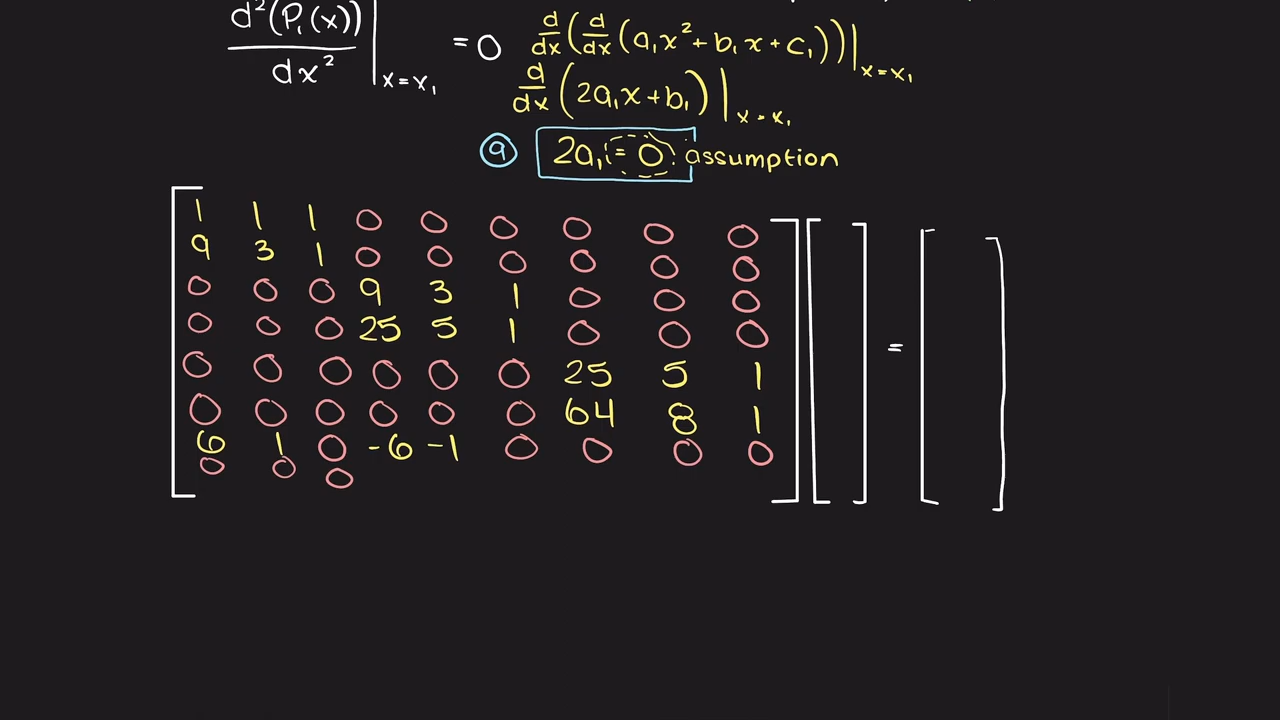 d²(P₁(x))/dx² |ₓ₌ₓ₁ = 0 d/dx(d/dx(a₁x²+b₁x+c₁))|ₓ₌ₓ₁
d/dx(2a₁x+b₁)|ₓ₌ₓ₁
9 2a₁ = 0 assumption
1 1 1 0 0 0 0 0 0
9 3 1 0 0 0 0 0 0
0 0 0 9 3 1 0 0 0
0 0 0 25 5 1 0 0 0
=
0 0 0 0 0 0 25 5 1
0 0 0 0 0 0 64 8 1
6 1 0 -6 -1 0 0 0 0
0 0 0